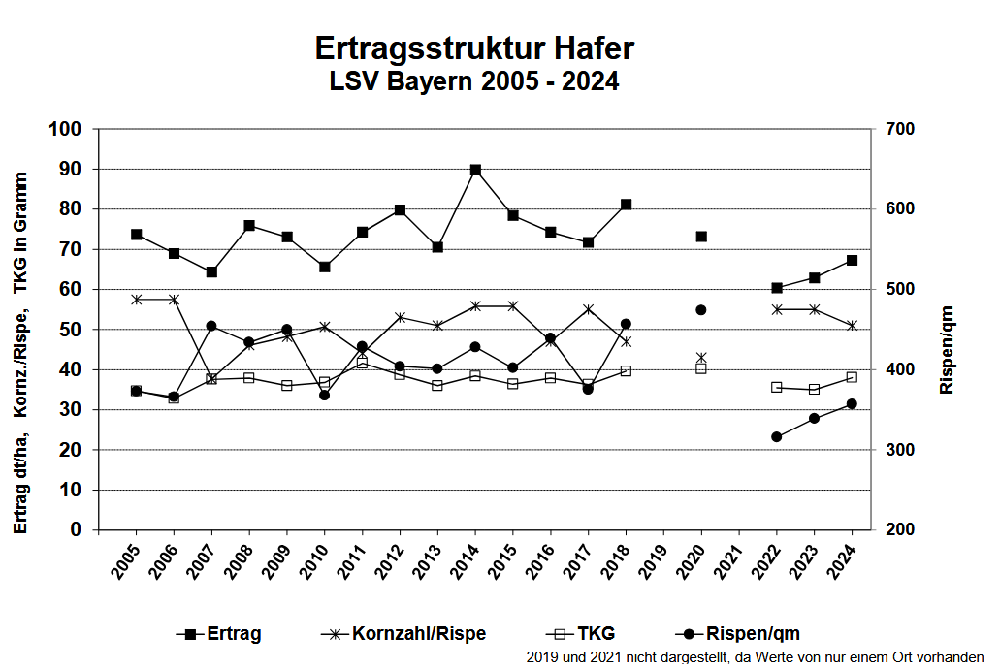 Ertragsstruktur Hafer
LSV Bayern 2005 - 2024
Ertrag dt/ha, Kornz./Rispe, TKG in Gramm
100
90
80
70
60
50
40
30
20
10
0
700
600
500
400
300
200
Rispen/qm
2005 2006 2007 2008 2009 2010 2011 2012 2013 2014 2015 2016 2017 2018 2019 2020 2021 2022 2023 2024
Ertrag Kornzahl/Rispe TKG Rispen/qm
2019 und 2021 nicht dargestellt, da Werte von nur einem Ort vorhanden